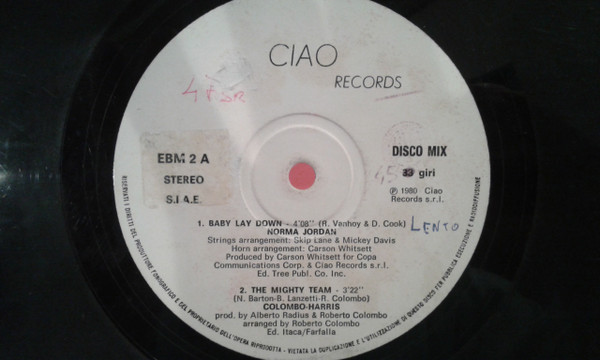 CIAO
RECORDS
EBM 2 A
STEREO
S.I.A.E.
DISCO MIX
45
33 giri
℗ 1980 Ciao
Records s.r.l.
1. BABY LAY DOWN - 4'08" (R. Vanhoy & D. Cook)
LENTO
NORMA JORDAN
Strings arrangement: Skip Lane & Mickey Davis
Horn arrangement: Carson Whitsett
Produced by Carson Whitsett for Copa
Communications Corp. & Ciao Records s.r.l.
Ed. Tree Publ. Co. Inc.
2. THE MIGHTY TEAM - 3'22"
(N. Barton-B. Lanzetti-R. Colombo)
COLOMBO-HARRIS
prod. by Alberto Radius & Roberto Colombo
arranged by Roberto Colombo
Ed. Itaca/Farfalla
RISERVATI I DIRITTI DEL PRODUTTORE FONOGRAFICO E DEL PROPRIETARIO DELL'OPERA RIPRODOTTA - VIETATA LA DUPLICAZIONE E L'UTILIZZAZIONE DI QUESTO DISCO PER PUBBLICA ESECUZIONE E RADIODIFFUSIONE